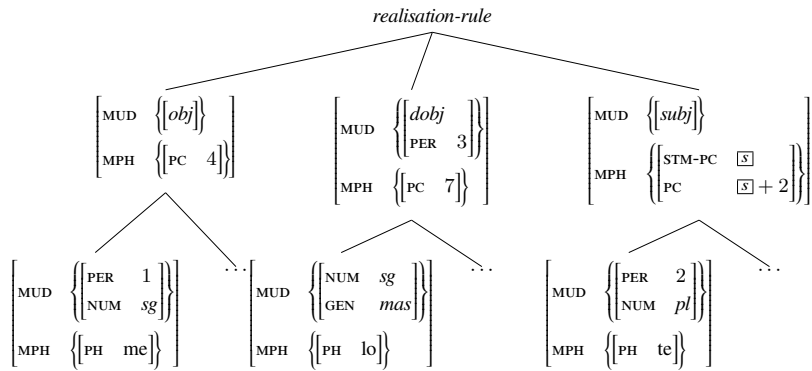 realisation-rule
MUD {[obj]}
MPH {[PC 4]}
MUD {[dobj PER 3]}
MPH {[PC 7]}
MUD {[subj]}
MPH {[STM-PC s PC s + 2]}
MUD {[PER 1 NUM sg]}
MPH {[PH me]}
...
MUD {[NUM sg GEN mas]}
MPH {[PH lo]}
...
MUD {[PER 2 NUM pl]}
MPH {[PH te]}
...